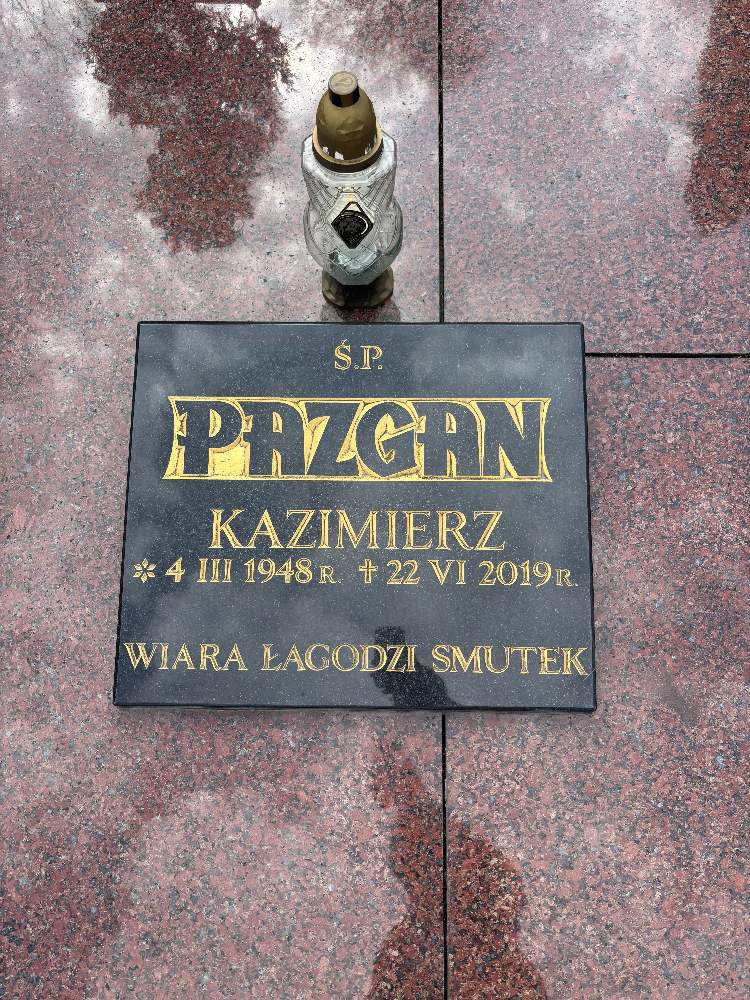 Ś.P.
PAZGAN
KAZIMIERZ
✡ 4 III 1948 R. ✝ 22 VI 2019 R.
WIARA ŁAGODZI SMUTEK